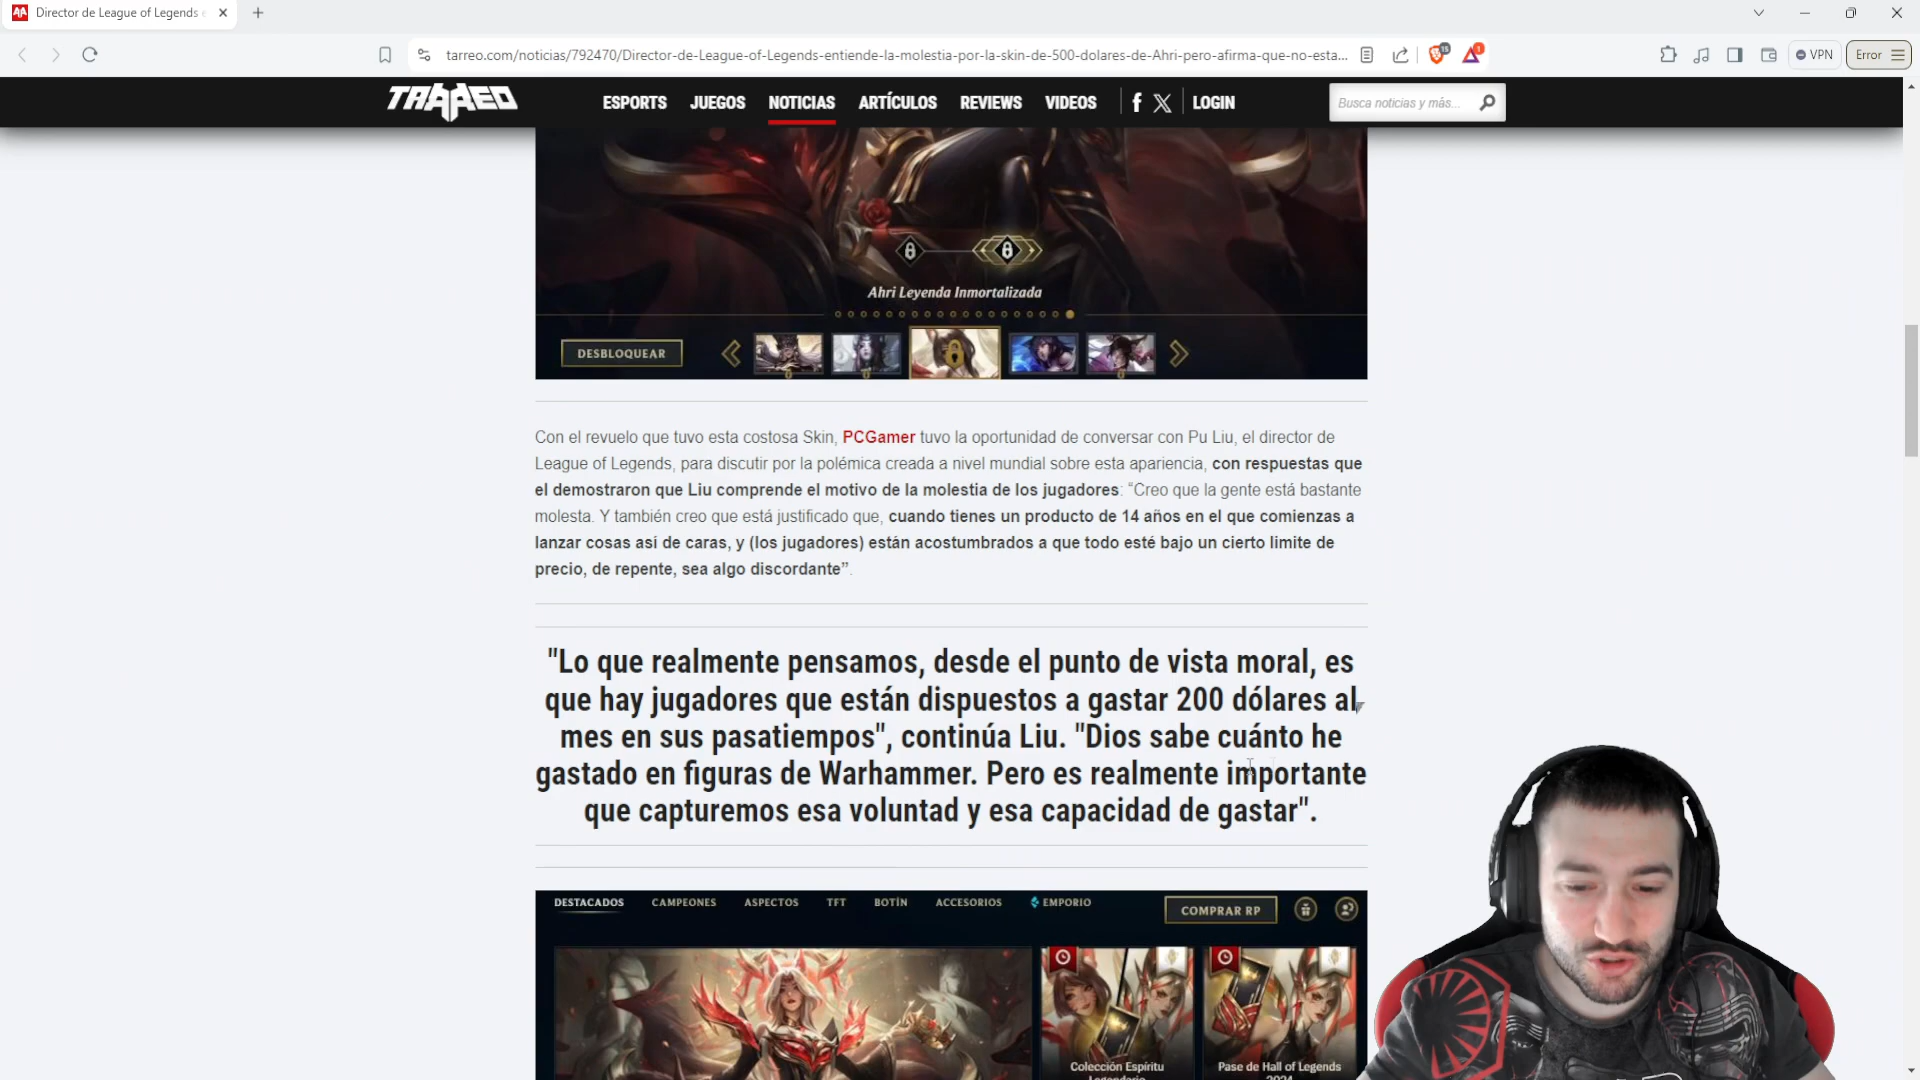 Director de League of Legends e
tarreo.com/noticias/792470/Director-de-League-of-Legends-entiende-la-molestia-por-la-skin-de-500-dolares-de-Ahri-pero-afirma-que-no-esta...
15
1
VPN
Error
TARREO
ESPORTS
JUEGOS
NOTICIAS
ARTÍCULOS
REVIEWS
VIDEOS
LOGIN
Busca noticias y más...
Ahri Leyenda Inmortalizada
DESBLOQUEAR
Con el revuelo que tuvo esta costosa Skin, PCGamer tuvo la oportunidad de conversar con Pu Liu, el director de
League of Legends, para discutir por la polémica creada a nivel mundial sobre esta apariencia, con respuestas que
el demostraron que Liu comprende el motivo de la molestia de los jugadores: “Creo que la gente está bastante
molesta. Y también creo que está justificado que, cuando tienes un producto de 14 años en el que comienzas a
lanzar cosas asi de caras, y (los jugadores) están acostumbrados a que todo esté bajo un cierto limite de
precio, de repente, sea algo discordante”.
"Lo que realmente pensamos, desde el punto de vista moral, es
que hay jugadores que están dispuestos a gastar 200 dólares al
mes en sus pasatiempos", continúa Liu. "Dios sabe cuánto he
gastado en figuras de Warhammer. Pero es realmente importante
que capturemos esa voluntad y esa capacidad de gastar".
DESTACADOS
CAMPEONES
ASPECTOS
TFT
BOTÍN
ACCESORIOS
EMPORIO
COMPRAR RP
Colección Espíritu
Legendario
Pase de Hall of Legends
2024